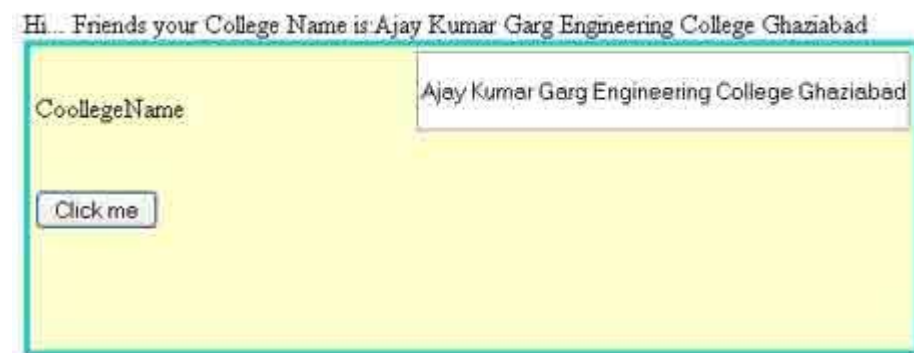 Hi... Friends your College Name is:Ajay Kumar Garg Engineering College Ghaziabad
Ajay Kumar Garg Engineering College Ghaziabad
CoollegeName
Click me